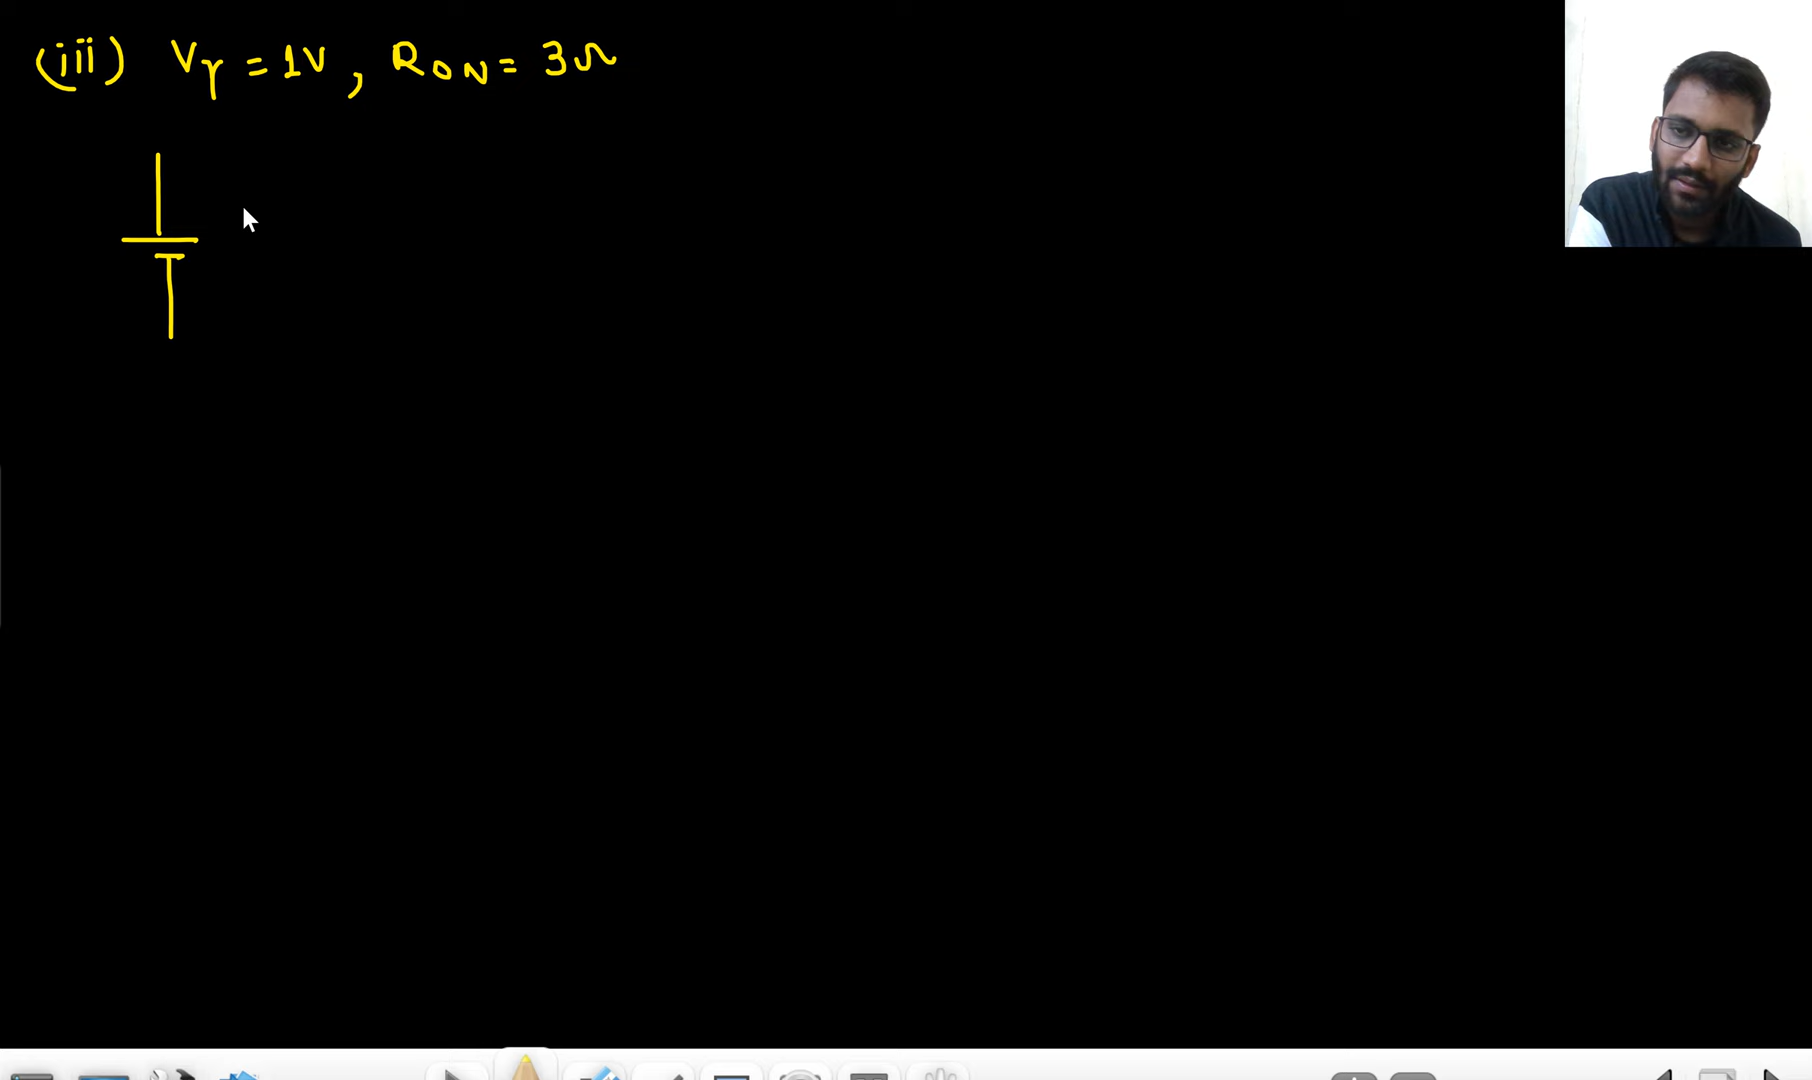 (iii) Vγ = 1V , RON = 3Ω